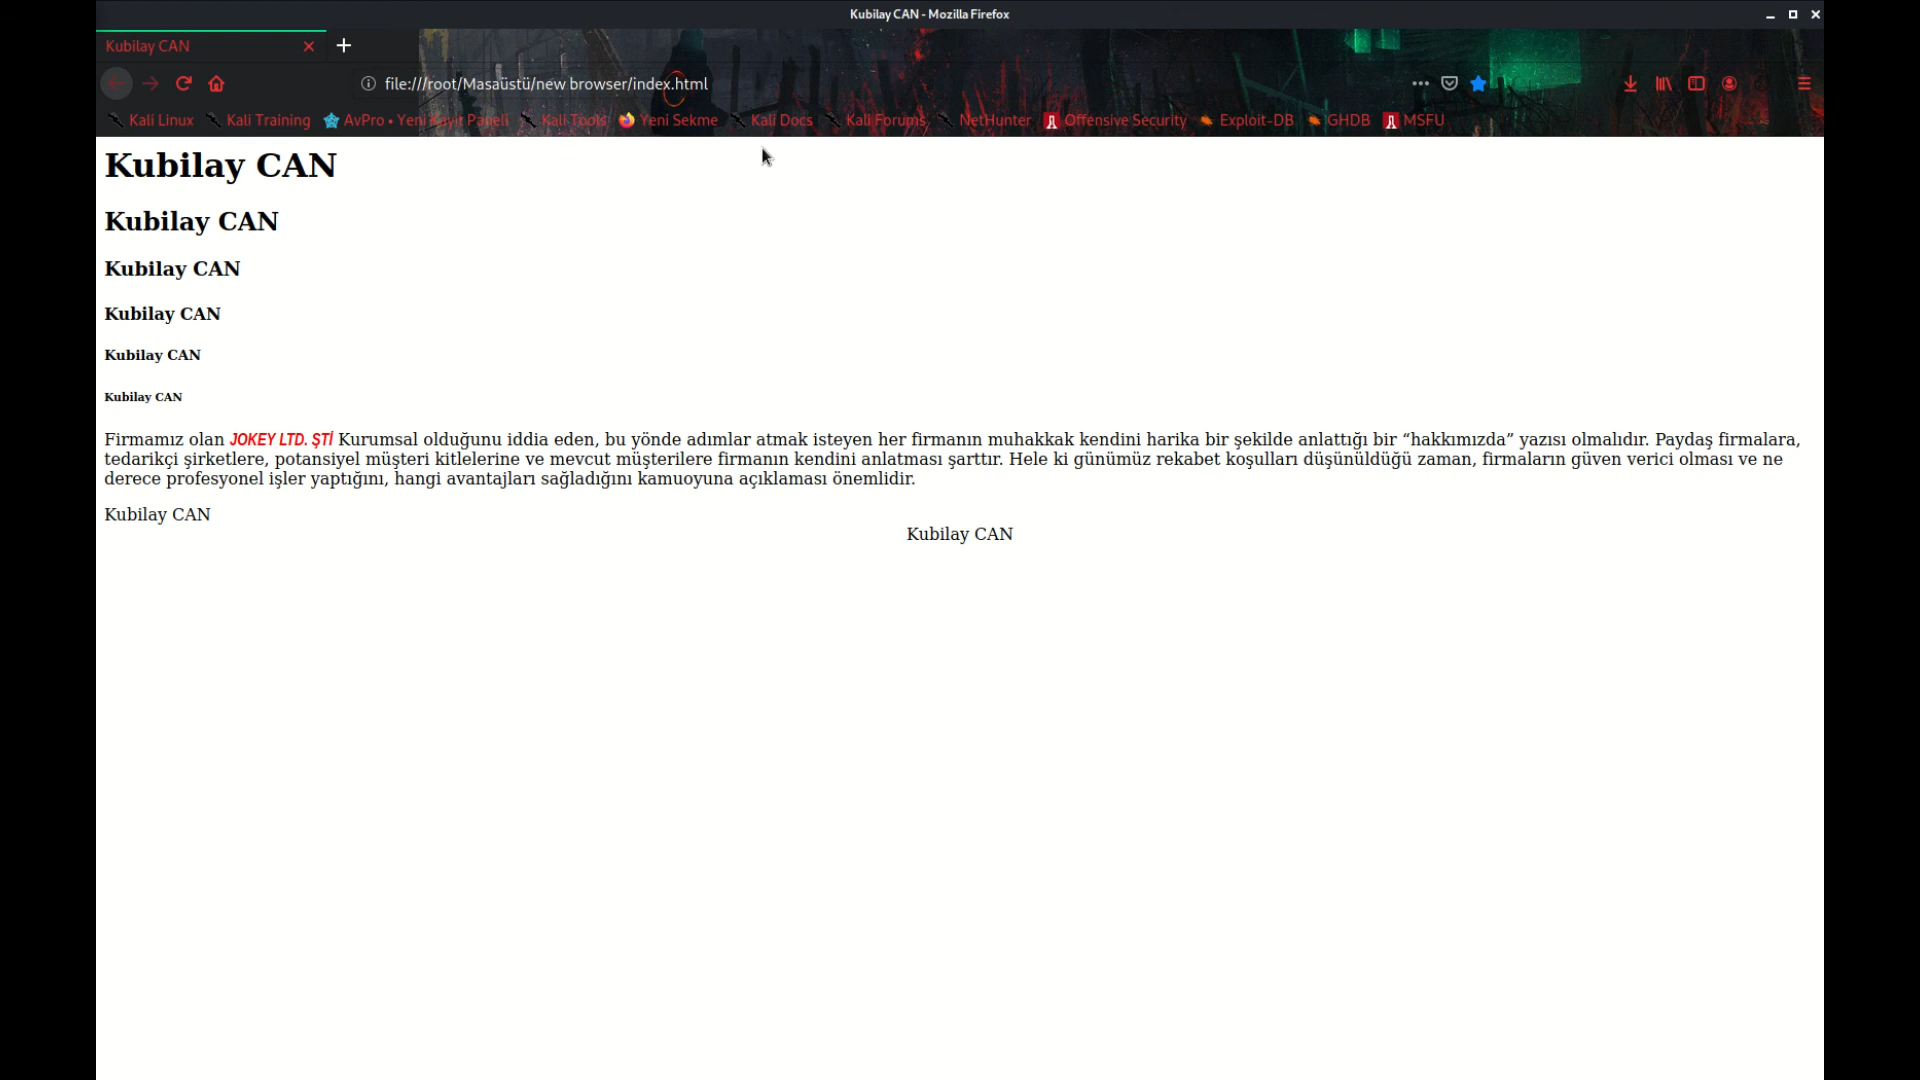 Kubilay CAN - Mozilla Firefox
Kubilay CAN
file:///root/Masaüstü/new browser/index.html
Kali Linux Kali Training AvPro • Yeni Kayit Paneli Kali Tools Yeni Sekme Kali Docs Kali Forums NetHunter Offensive Security Exploit-DB GHDB MSFU
Kubilay CAN
Kubilay CAN
Kubilay CAN
Kubilay CAN
Kubilay CAN
Kubilay CAN
Firmamız olan JOKEY LTD. ŞTİ Kurumsal olduğunu iddia eden, bu yönde adımlar atmak isteyen her firmanın muhakkak kendini harika bir şekilde anlattığı bir “hakkımızda” yazısı olmalıdır. Paydaş firmalara,
tedarikçi şirketlere, potansiyel müşteri kitlelerine ve mevcut müşterilere firmanın kendini anlatması şarttır. Hele ki günümüz rekabet koşulları düşünüldüğü zaman, firmaların güven verici olması ve ne
derece profesyonel işler yaptığını, hangi avantajları sağladığını kamuoyuna açıklaması önemlidir.
Kubilay CAN
Kubilay CAN